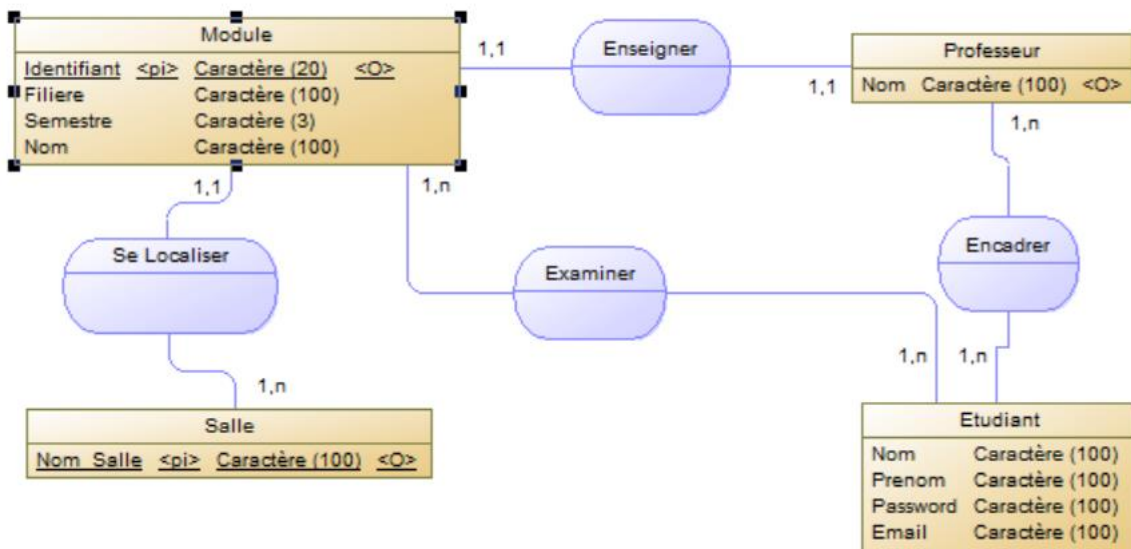 Module
Identifiant <pi> Caractère (20) <O>
Filiere Caractère (100)
Semestre Caractère (3)
Nom Caractère (100)
1,1
Enseigner
1,1
Professeur
Nom Caractère (100) <O>
1,1
1,n
1,n
Se Localiser
Examiner
Encadrer
1,n
1,n
1,n
Salle
Nom_Salle <pi> Caractère (100) <O>
Etudiant
Nom Caractère (100)
Prenom Caractère (100)
Password Caractère (100)
Email Caractère (100)